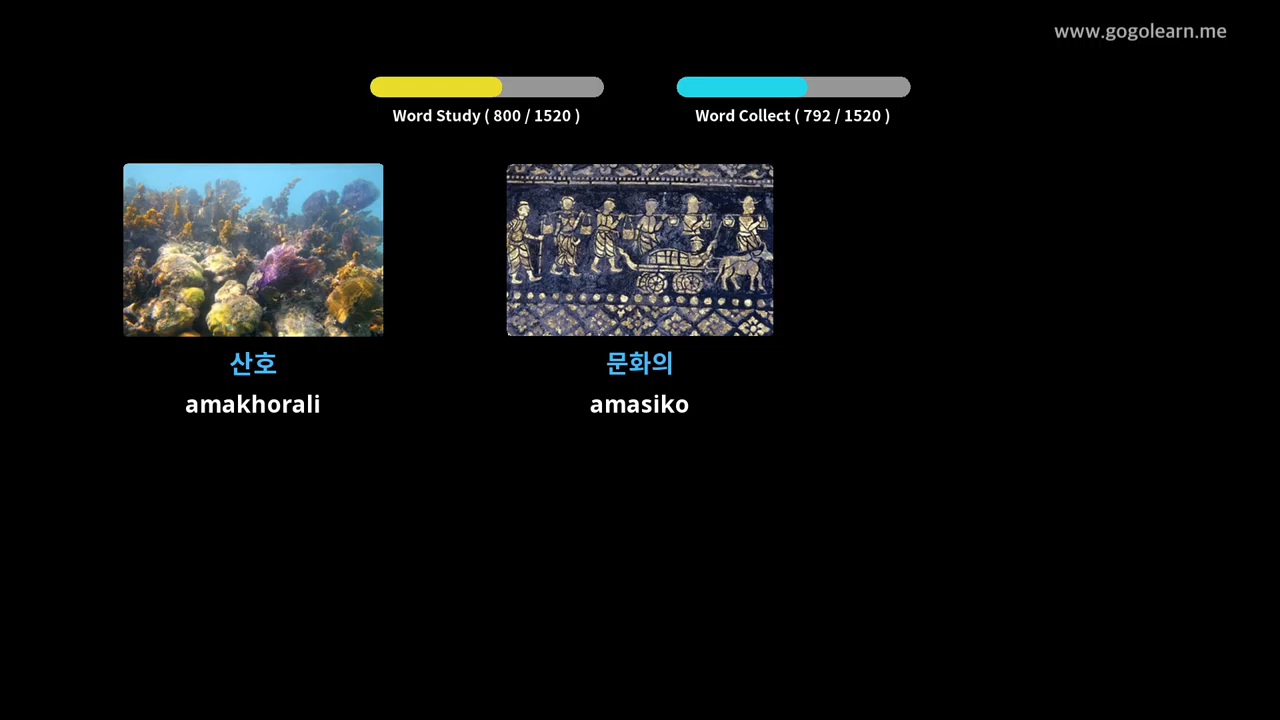 www.gogolearn.me
Word Study ( 800 / 1520 )
Word Collect ( 792 / 1520 )
산호
amakhorali
문화의
amasiko